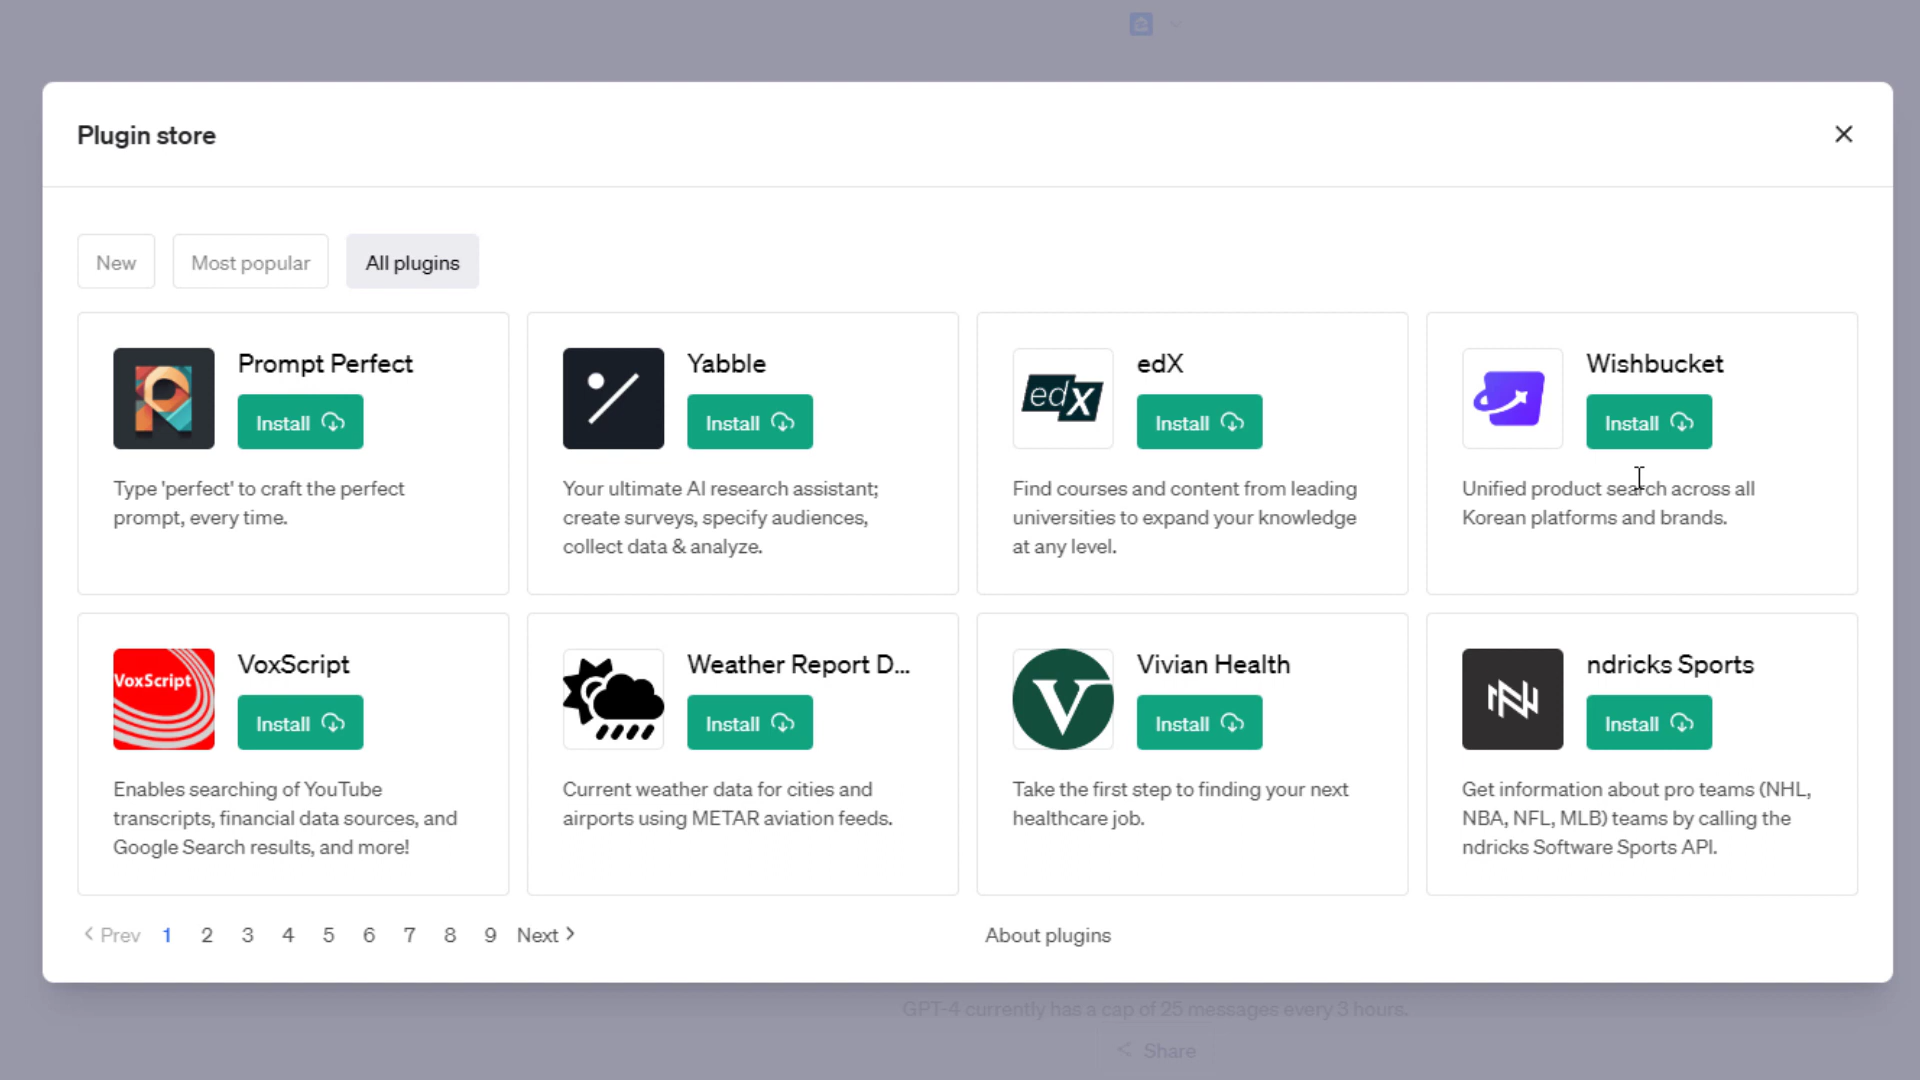 Plugin store
New
Most popular
All plugins
Prompt Perfect
Install
Type 'perfect' to craft the perfect
prompt, every time.
Yabble
Install
Your ultimate AI research assistant;
create surveys, specify audiences,
collect data & analyze.
edX
edX
Install
Find courses and content from leading
universities to expand your knowledge
at any level.
Wishbucket
Install
Unified product search across all
Korean platforms and brands.
VoxScript
VoxScript
Install
Enables searching of YouTube
transcripts, financial data sources, and
Google Search results, and more!
Weather Report D...
Install
Current weather data for cities and
airports using METAR aviation feeds.
V
Vivian Health
Install
Take the first step to finding your next
healthcare job.
ndricks Sports
Install
Get information about pro teams (NHL,
NBA, NFL, MLB) teams by calling the
ndricks Software Sports API.
Prev 1 2 3 4 5 6 7 8 9 Next
About plugins
GPT-4 currently has a cap of 25 messages every 3 hours.
Share